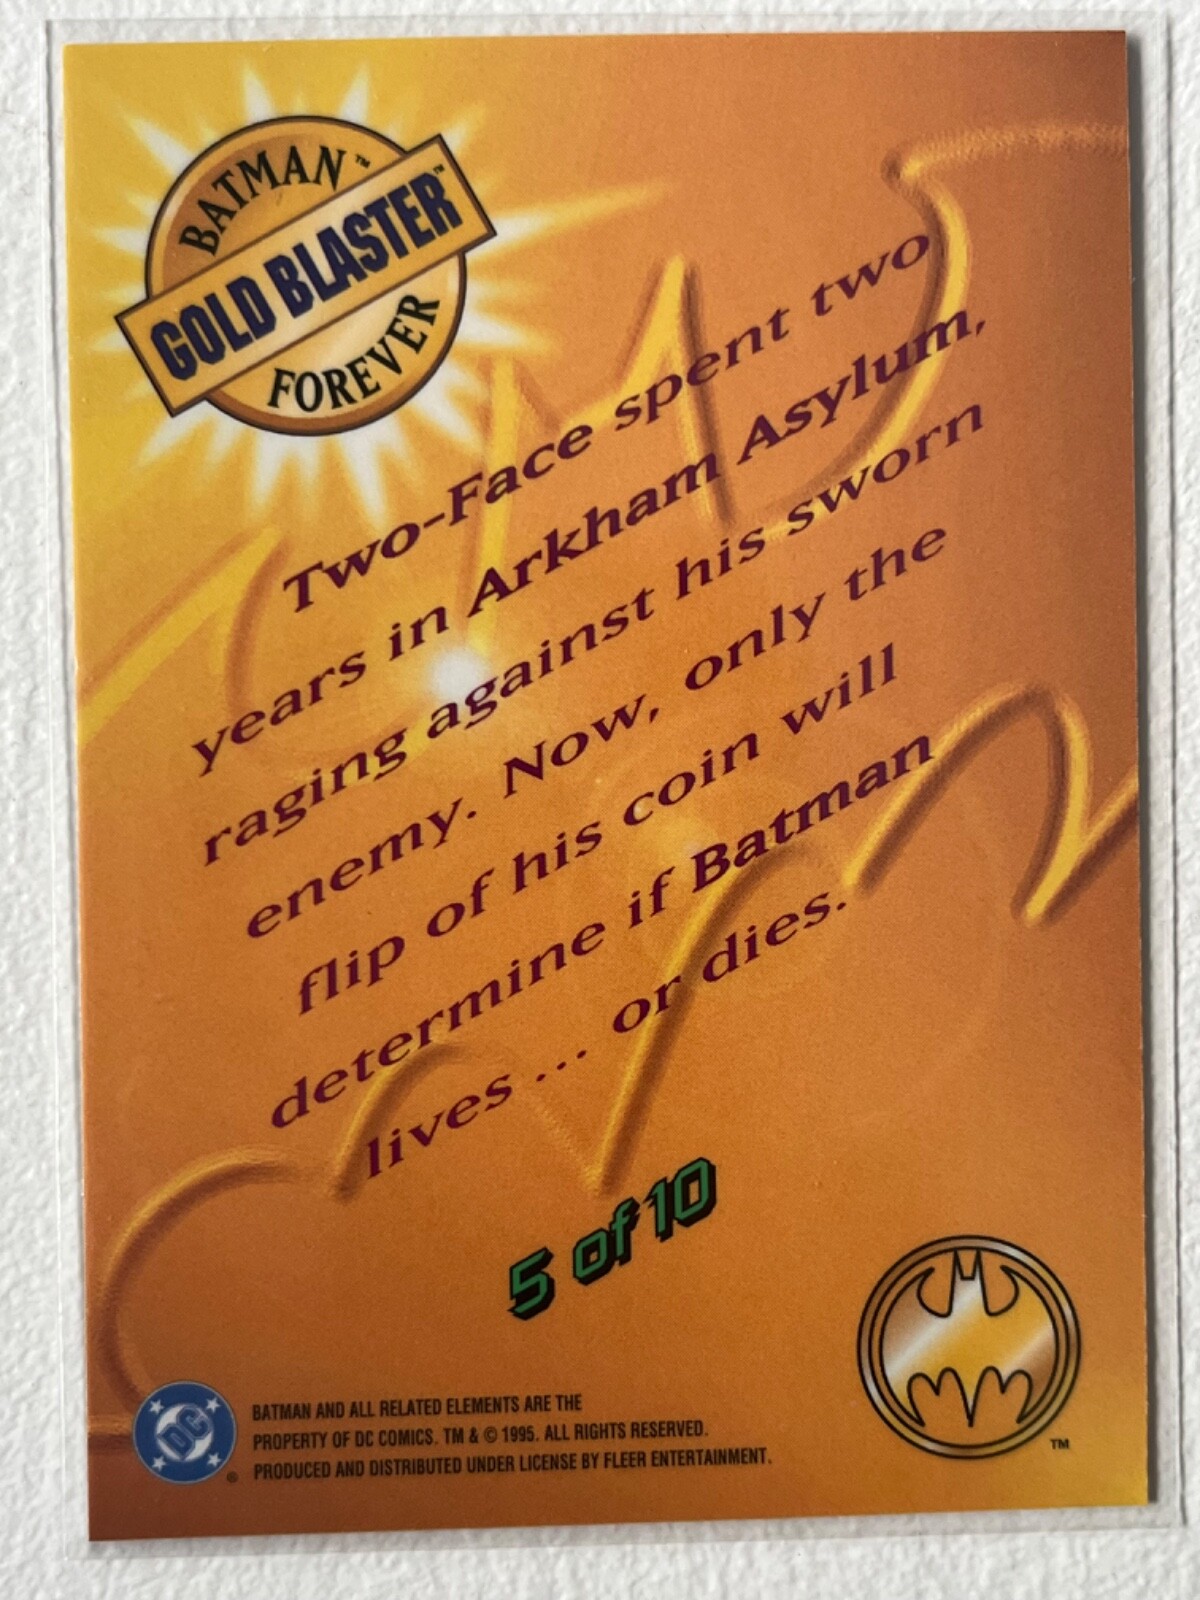 BATMAN™
GOLD BLASTER™
FOREVER
Two-Face spent two
years in Arkham Asylum,
raging against his sworn
enemy. Now, only the
flip of his coin will
determine if Batman
lives ... or dies.
5 of 10
DC
®
BATMAN AND ALL RELATED ELEMENTS ARE THE
PROPERTY OF DC COMICS. TM & © 1995. ALL RIGHTS RESERVED.
PRODUCED AND DISTRIBUTED UNDER LICENSE BY FLEER ENTERTAINMENT.
TM